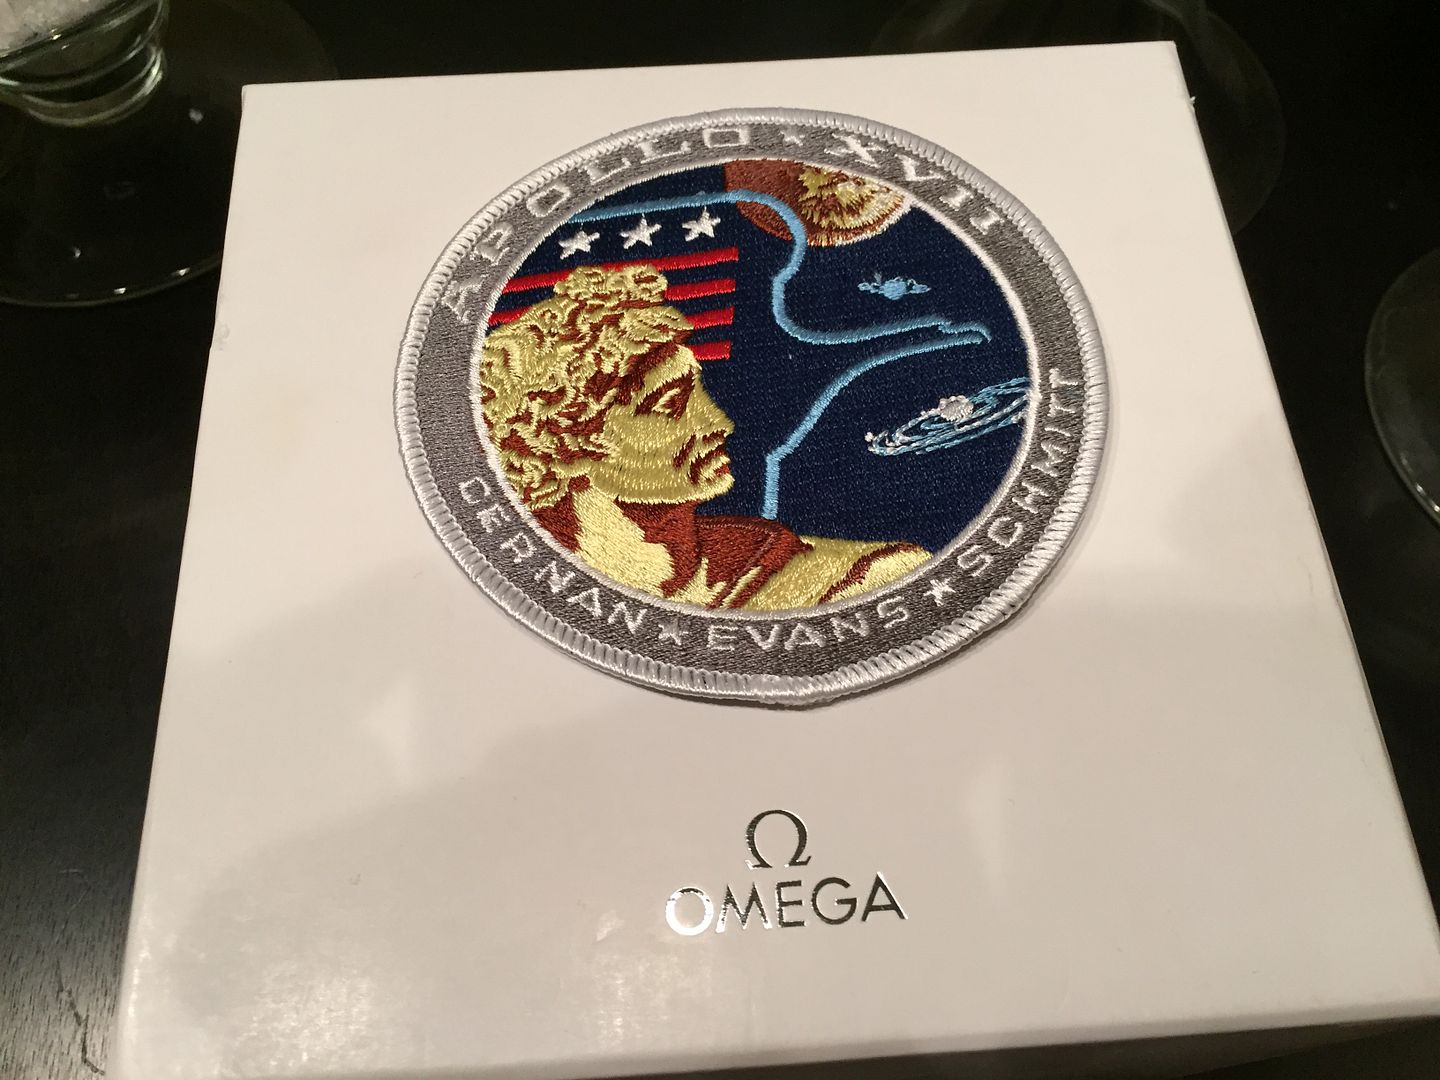 APOLLO ★ XVII
CERNAN ★ EVANS ★ SCHMITT
Ω
OMEGA